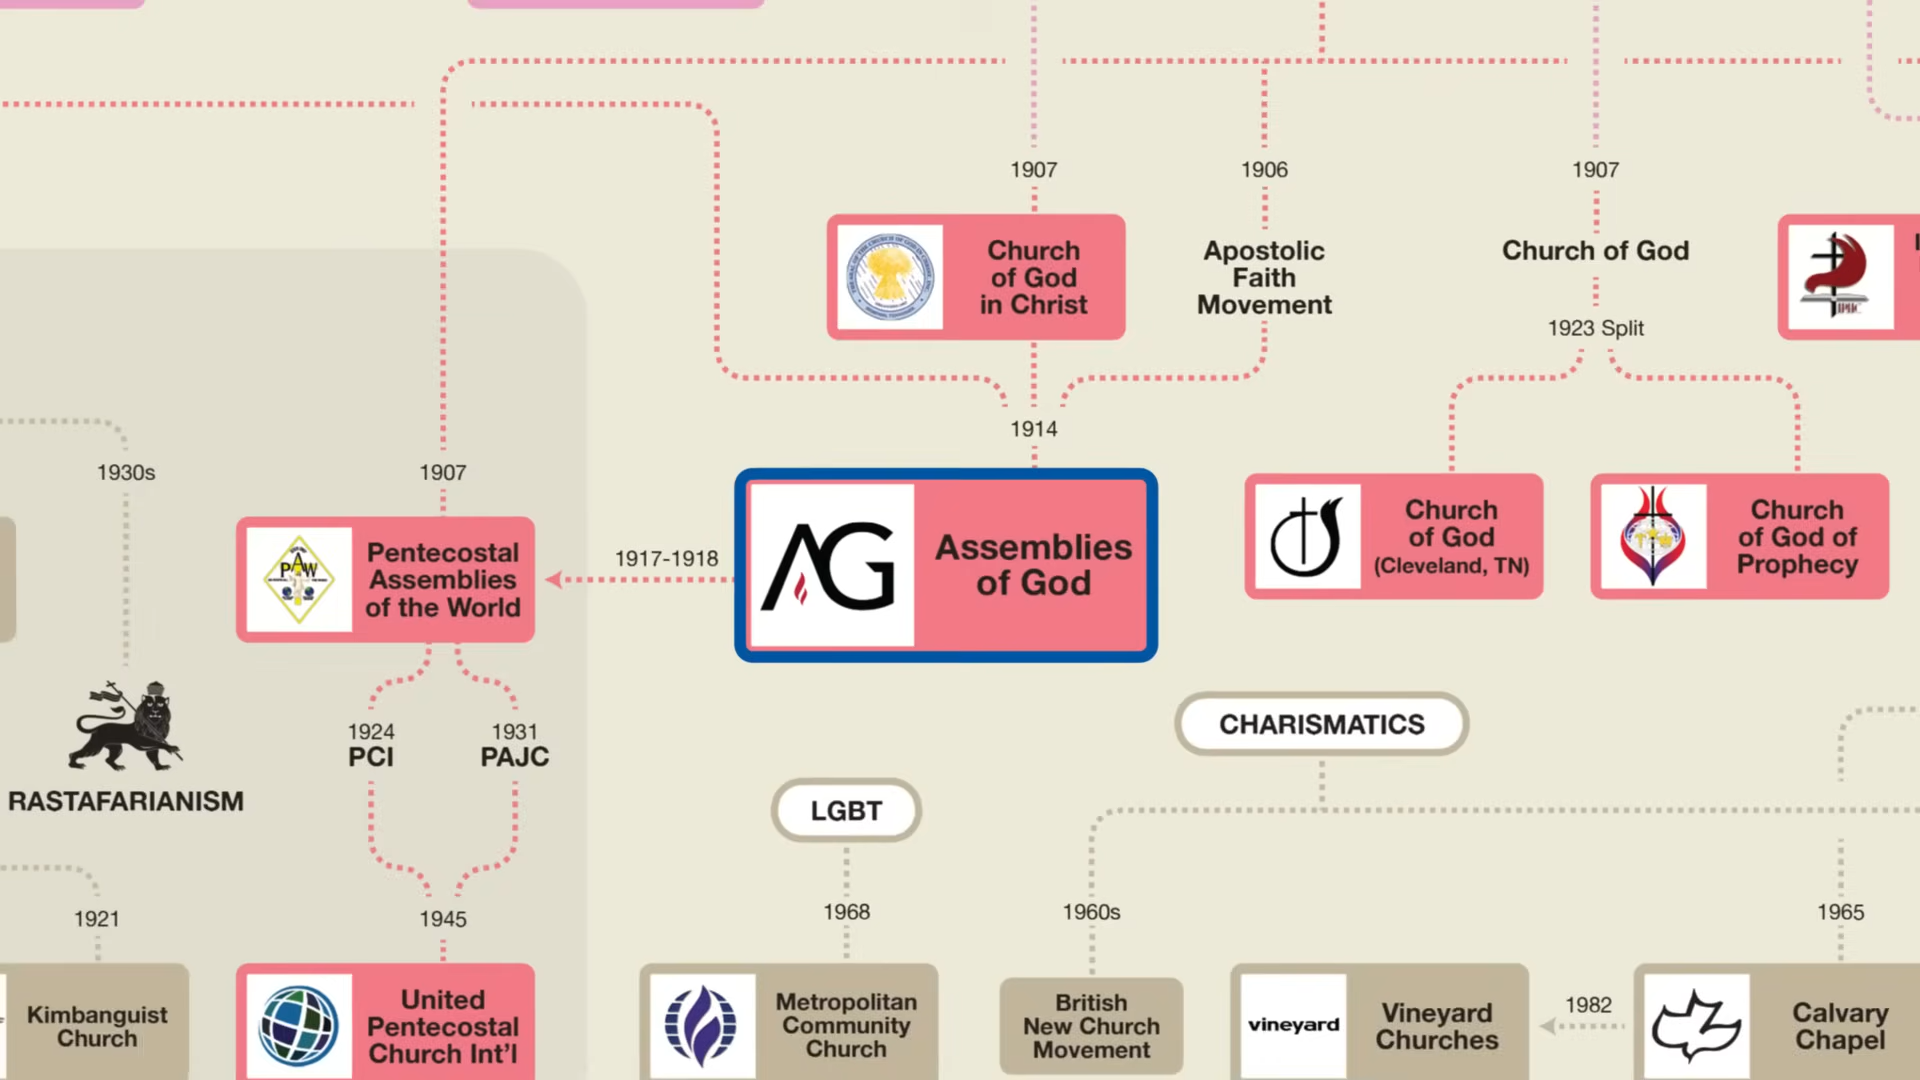 1907
1906
1907
Church
of God
in Christ
Apostolic
Faith
Movement
Church of God
1923 Split
IPHC
1914
1930s
1907
PAW
Pentecostal
Assemblies
of the World
1917-1918
AG
Assemblies
of God
Church
of God
(Cleveland, TN)
Church
of God of
Prophecy
1924
PCI
1931
PAJC
RASTAFARIANISM
CHARISMATICS
LGBT
1921
1945
1968
1960s
1965
Kimbanguist
Church
United
Pentecostal
Church Int'l
Metropolitan
Community
Church
British
New Church
Movement
vineyard
Vineyard
Churches
1982
Calvary
Chapel